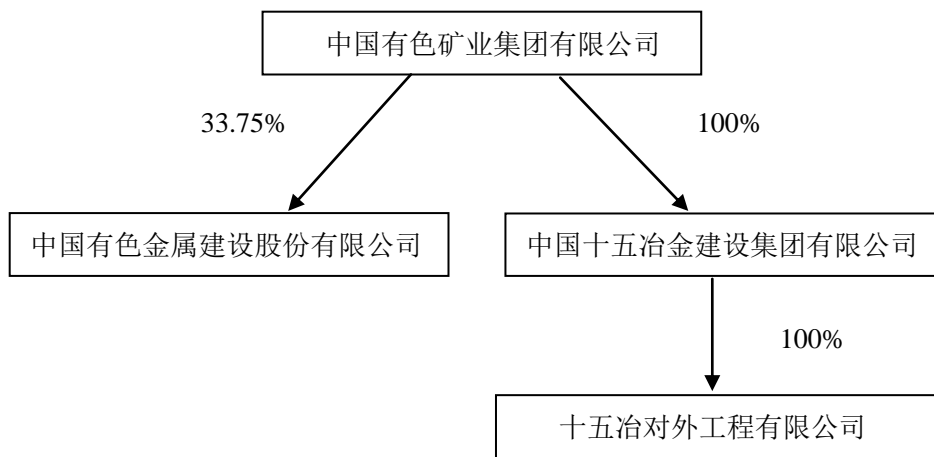 中国有色矿业集团有限公司
33.75%
100%
中国有色金属建设股份有限公司
中国十五冶金建设集团有限公司
100%
十五冶对外工程有限公司